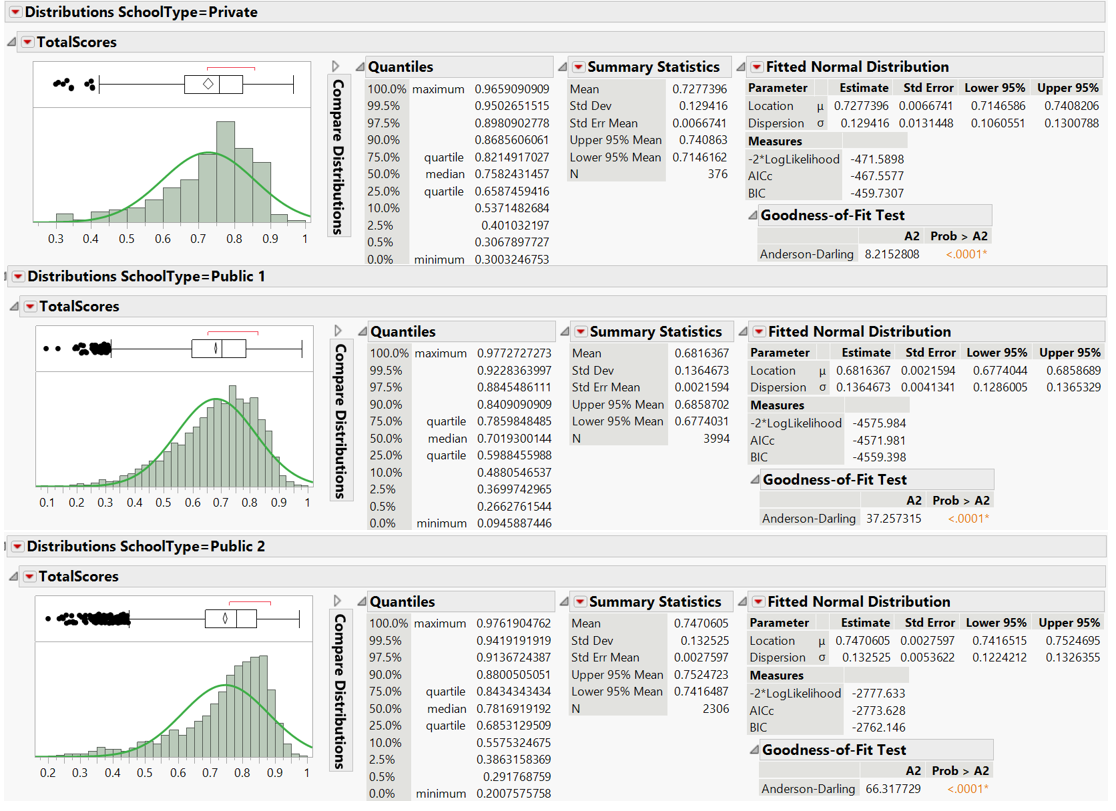 Distributions SchoolType=Private
TotalScores
0.3 0.4 0.5 0.6 0.7 0.8 0.9 1
Compare Distributions
Quantiles
100.0% maximum 0.9659090909
99.5% 0.9502651515
97.5% 0.8980902778
90.0% 0.8685606061
75.0% quartile 0.8214917027
50.0% median 0.7582431457
25.0% quartile 0.6587459416
10.0% 0.5371482684
2.5% 0.401032197
0.5% 0.3067897727
0.0% minimum 0.3003246753
Summary Statistics
Mean 0.7277396
Std Dev 0.129416
Std Err Mean 0.0066741
Upper 95% Mean 0.740863
Lower 95% Mean 0.7146162
N 376
Fitted Normal Distribution
Parameter Estimate Std Error Lower 95% Upper 95%
Location μ 0.7277396 0.0066741 0.7146586 0.7408206
Dispersion σ 0.129416 0.0131448 0.1060551 0.1300788
Measures
-2*LogLikelihood -471.5898
AICc -467.5577
BIC -459.7307
Goodness-of-Fit Test
A2 Prob > A2
Anderson-Darling 8.2152808 <.0001*
Distributions SchoolType=Public 1
TotalScores
0.1 0.2 0.3 0.4 0.5 0.6 0.7 0.8 0.9 1
Compare Distributions
Quantiles
100.0% maximum 0.9772727273
99.5% 0.9228363997
97.5% 0.8845486111
90.0% 0.8409090909
75.0% quartile 0.7859848485
50.0% median 0.7019300144
25.0% quartile 0.5988455988
10.0% 0.4880546537
2.5% 0.3699742965
0.5% 0.2662761544
0.0% minimum 0.0945887446
Summary Statistics
Mean 0.6816367
Std Dev 0.1364673
Std Err Mean 0.0021594
Upper 95% Mean 0.6858702
Lower 95% Mean 0.6774031
N 3994
Fitted Normal Distribution
Parameter Estimate Std Error Lower 95% Upper 95%
Location μ 0.6816367 0.0021594 0.6774044 0.6858689
Dispersion σ 0.1364673 0.0041341 0.1286005 0.1365329
Measures
-2*LogLikelihood -4575.984
AICc -4571.981
BIC -4559.398
Goodness-of-Fit Test
A2 Prob > A2
Anderson-Darling 37.257315 <.0001*
Distributions SchoolType=Public 2
TotalScores
0.2 0.3 0.4 0.5 0.6 0.7 0.8 0.9 1
Compare Distributions
Quantiles
100.0% maximum 0.9761904762
99.5% 0.9419191919
97.5% 0.9136724387
90.0% 0.8800505051
75.0% quartile 0.8434343434
50.0% median 0.7816919192
25.0% quartile 0.6853129509
10.0% 0.5575324675
2.5% 0.3863158369
0.5% 0.291768759
0.0% minimum 0.2007575758
Summary Statistics
Mean 0.7470605
Std Dev 0.132525
Std Err Mean 0.0027597
Upper 95% Mean 0.7524723
Lower 95% Mean 0.7416487
N 2306
Fitted Normal Distribution
Parameter Estimate Std Error Lower 95% Upper 95%
Location μ 0.7470605 0.0027597 0.7416515 0.7524695
Dispersion σ 0.132525 0.0053622 0.1224212 0.1326355
Measures
-2*LogLikelihood -2777.633
AICc -2773.628
BIC -2762.146
Goodness-of-Fit Test
A2 Prob > A2
Anderson-Darling 66.317729 <.0001*